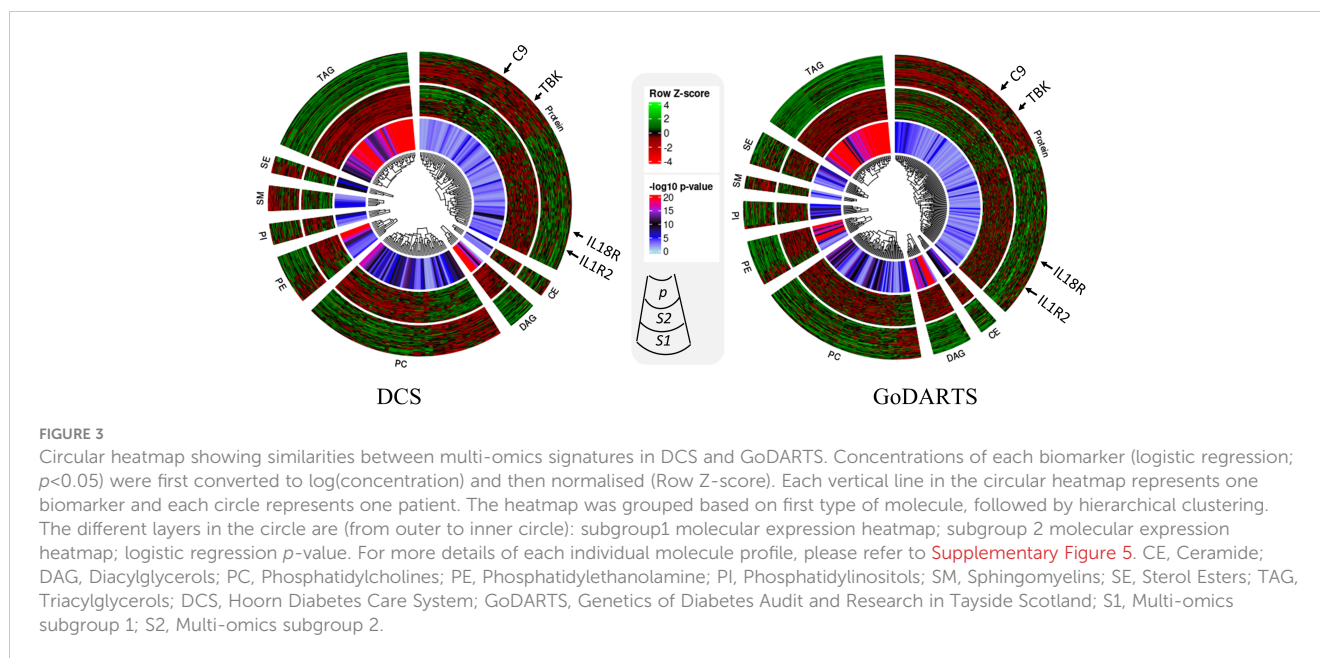 TAG
SE
SM
PI
PE
PC
DAG
CE
Protein
C9
TBK
IL18R
IL1R2
DCS
Row Z-score
4
2
0
-2
-4
-log10 p-value
20
15
10
5
0
p
S2
S1
TAG
SE
SM
PI
PE
PC
DAG
CE
Protein
C9
TBK
IL18R
IL1R2
GoDARTS
FIGURE 3
Circular heatmap showing similarities between multi-omics signatures in DCS and GoDARTS. Concentrations of each biomarker (logistic regression;
p<0.05) were first converted to log(concentration) and then normalised (Row Z-score). Each vertical line in the circular heatmap represents one
biomarker and each circle represents one patient. The heatmap was grouped based on first type of molecule, followed by hierarchical clustering.
The different layers in the circle are (from outer to inner circle): subgroup1 molecular expression heatmap; subgroup 2 molecular expression
heatmap; logistic regression p-value. For more details of each individual molecule profile, please refer to Supplementary Figure 5. CE, Ceramide;
DAG, Diacylglycerols; PC, Phosphatidylcholines; PE, Phosphatidylethanolamine; PI, Phosphatidylinositols; SM, Sphingomyelins; SE, Sterol Esters; TAG,
Triacylglycerols; DCS, Hoorn Diabetes Care System; GoDARTS, Genetics of Diabetes Audit and Research in Tayside Scotland; S1, Multi-omics
subgroup 1; S2, Multi-omics subgroup 2.